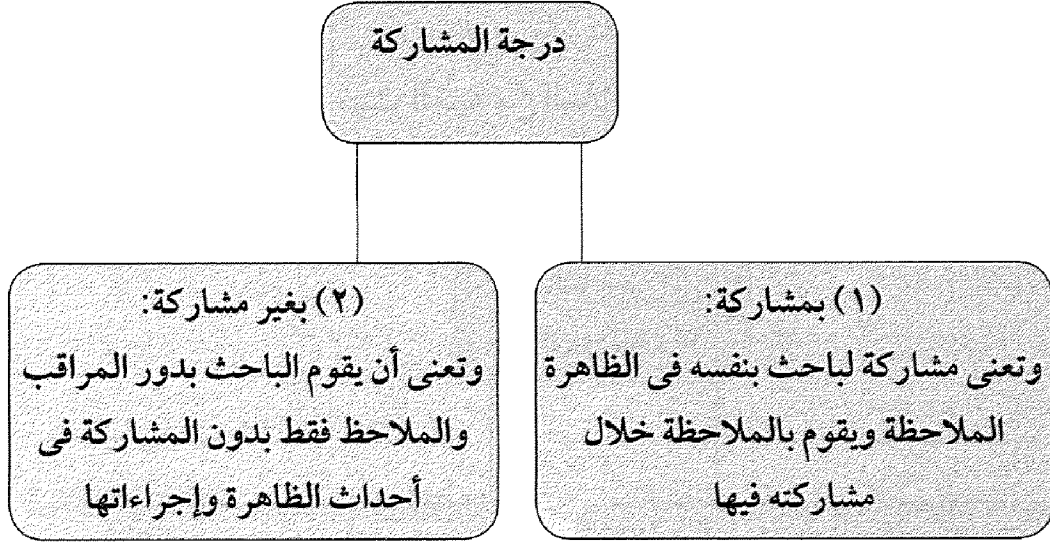 درجة المشاركة
(١) بمشاركة:
وتعنى مشاركة لباحث بنفسه فى الظاهرة
الملاحظة ويقوم بالملاحظة خلال
مشاركته فيها
(٢) بغير مشاركة:
وتعنى أن يقوم الباحث بدور المراقب
والملاحظ فقط بدون المشاركة فى
أحداث الظاهرة وإجراءاتها